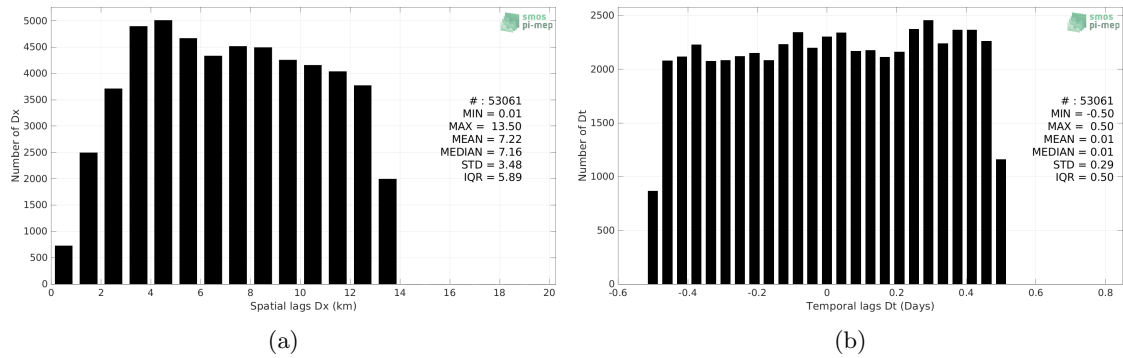 smos
pi-mep
5000
4500
4000
3500
3000
2500
2000
1500
1000
500
0
Number of Dx
# : 53061
MIN = 0.01
MAX = 13.50
MEAN = 7.22
MEDIAN = 7.16
STD = 3.48
IQR = 5.89
0 2 4 6 8 10 12 14 16 18 20
Spatial lags Dx (km)
(a)
smos
pi-mep
2500
2000
1500
1000
500
0
Number of Dt
# : 53061
MIN = -0.50
MAX = 0.50
MEAN = 0.01
MEDIAN = 0.01
STD = 0.29
IQR = 0.50
-0.6 -0.4 -0.2 0 0.2 0.4 0.6 0.8
Temporal lags Dt (Days)
(b)